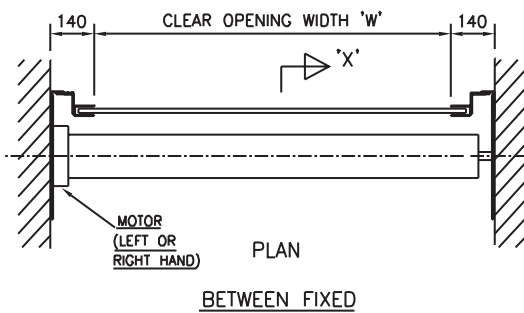 140 CLEAR OPENING WIDTH 'W' 140
'X'
MOTOR
(LEFT OR
RIGHT HAND)
PLAN
BETWEEN FIXED